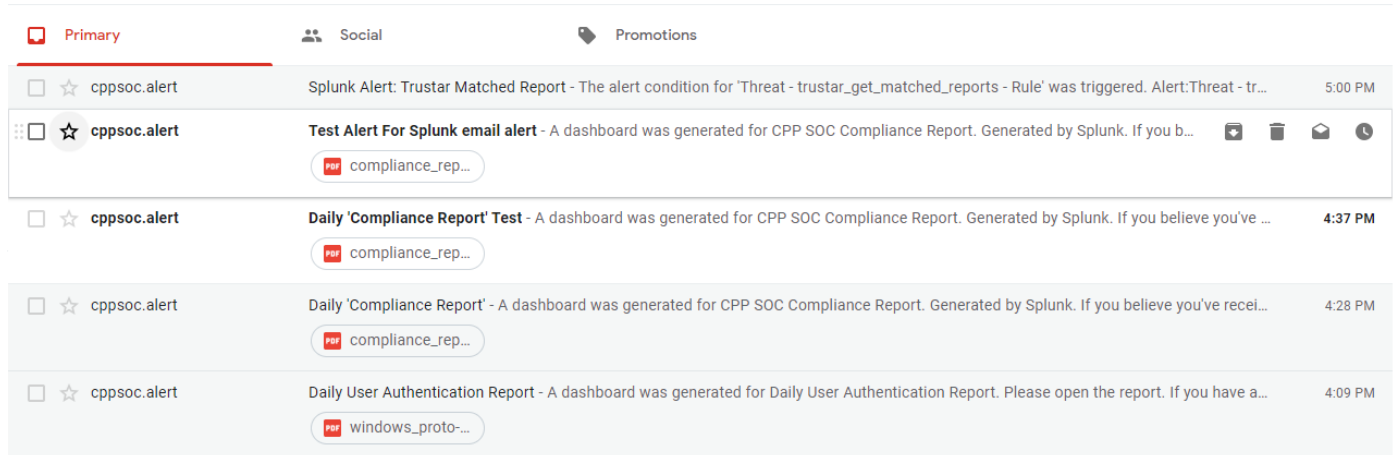 Primary Social Promotions
cppsoc.alert Splunk Alert: Trustar Matched Report - The alert condition for 'Threat - trustar_get_matched_reports - Rule' was triggered. Alert:Threat - tr... 5:00 PM
cppsoc.alert Test Alert For Splunk email alert - A dashboard was generated for CPP SOC Compliance Report. Generated by Splunk. If you b...
PDF compliance_rep...
cppsoc.alert Daily 'Compliance Report' Test - A dashboard was generated for CPP SOC Compliance Report. Generated by Splunk. If you believe you've ... 4:37 PM
PDF compliance_rep...
cppsoc.alert Daily 'Compliance Report' - A dashboard was generated for CPP SOC Compliance Report. Generated by Splunk. If you believe you've recei... 4:28 PM
PDF compliance_rep...
cppsoc.alert Daily User Authentication Report - A dashboard was generated for Daily User Authentication Report. Please open the report. If you have a... 4:09 PM
PDF windows_proto-...